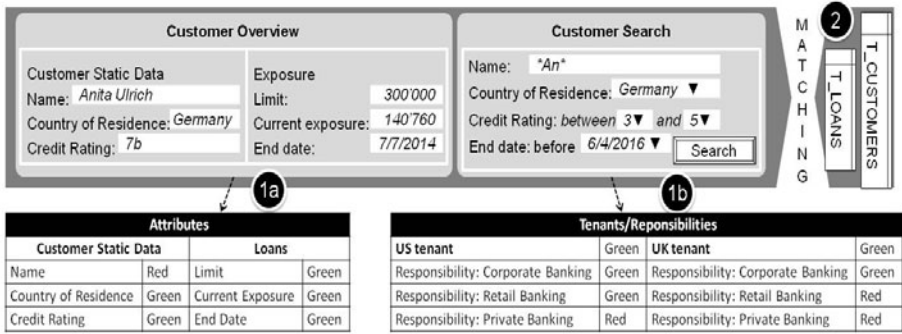 Customer Overview
Customer Static Data
Name: Anita Ulrich
Country of Residence: Germany
Credit Rating: 7b
Exposure
Limit: 300'000
Current exposure: 140'760
End date: 7/7/2014
Customer Search
Name: *An*
Country of Residence: Germany ▼
Credit Rating: between 3▼ and 5▼
End date: before 6/4/2016 ▼ Search
MATCHING
2
T_LOANS
T_CUSTOMERS
1a
1b
Attributes
Customer Static Data Loans
Name Red Limit Green
Country of Residence Green Current Exposure Green
Credit Rating Green End Date Green
Tenants/Reponsibilities
US tenant Green UK tenant Green
Responsibility: Corporate Banking Green Responsibility: Corporate Banking Green
Responsibility: Retail Banking Green Responsibility: Retail Banking Red
Responsibility: Private Banking Red Responsibility: Private Banking Red